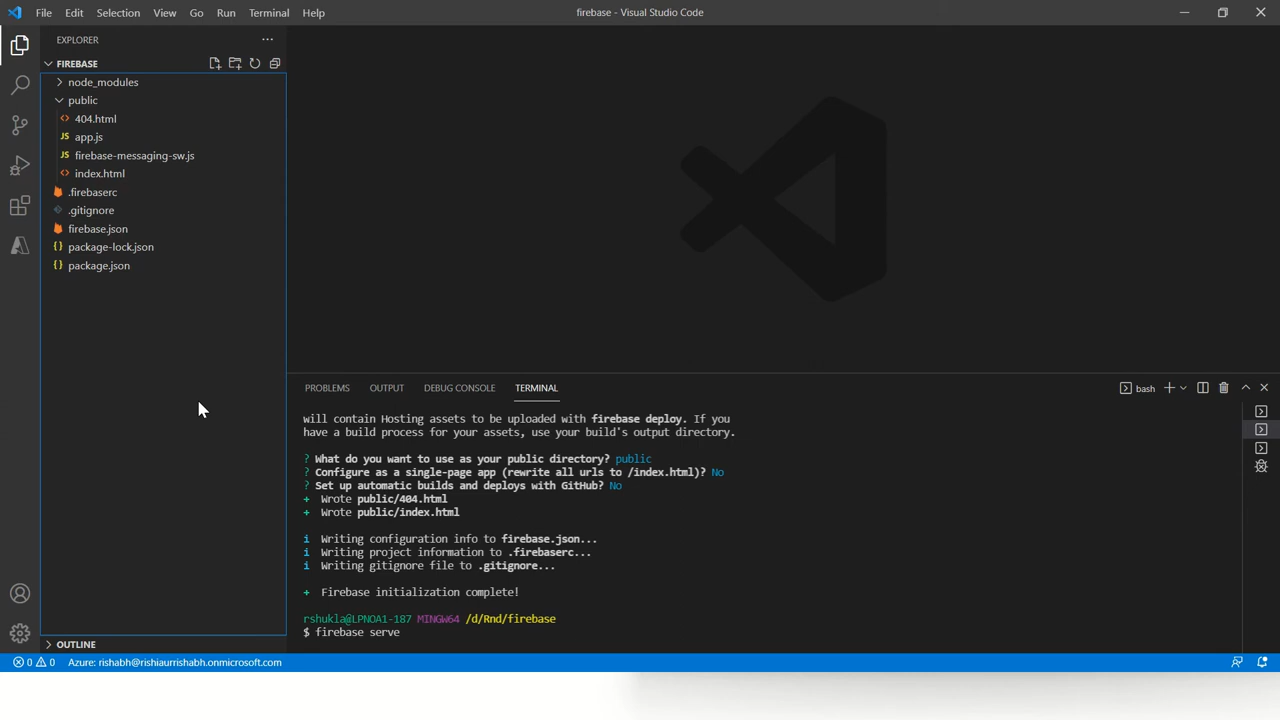 File Edit Selection View Go Run Terminal Help firebase - Visual Studio Code
EXPLORER
FIREBASE
node_modules
public
404.html
JS app.js
JS firebase-messaging-sw.js
index.html
.firebaserc
.gitignore
firebase.json
{} package-lock.json
{} package.json
OUTLINE
PROBLEMS OUTPUT DEBUG CONSOLE TERMINAL
bash
will contain Hosting assets to be uploaded with firebase deploy. If you
have a build process for your assets, use your build's output directory.
? What do you want to use as your public directory? public
? Configure as a single-page app (rewrite all urls to /index.html)? No
? Set up automatic builds and deploys with GitHub? No
+ Wrote public/404.html
+ Wrote public/index.html
i Writing configuration info to firebase.json...
i Writing project information to .firebaserc...
i Writing gitignore file to .gitignore...
+ Firebase initialization complete!
rshukla@LPNOA1-187 MINGW64 /d/Rnd/firebase
$ firebase serve
0 0 Azure: rishabh@rishiaurrishabh.onmicrosoft.com